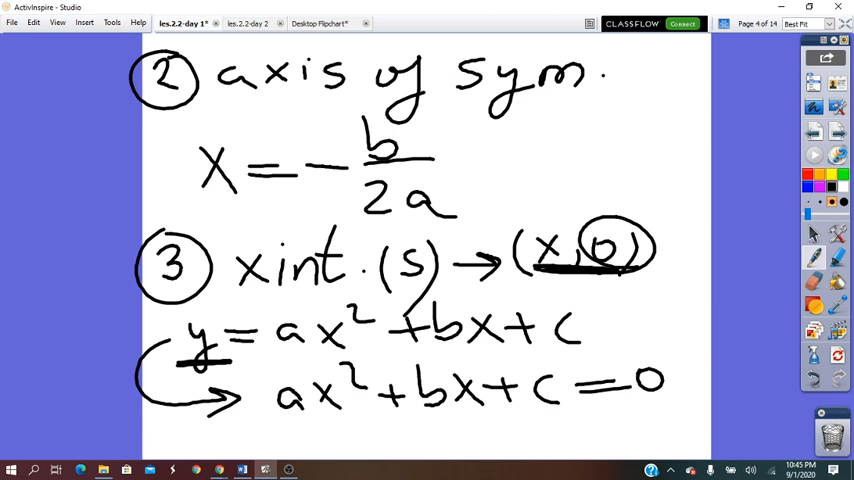 ActivInspire - Studio
File Edit View Insert Tools Help
les.2.2-day 1*
les.2.2-day 2
Desktop Flipchart*
CLASSFLOW
Connect
Page 4 of 14
Best Fit
2 axis of sym.
x = - b/2a
3 x int. (s) → (x, 0)
y = ax² + bx + c
ax² + bx + c = 0
10:45 PM
9/1/2020